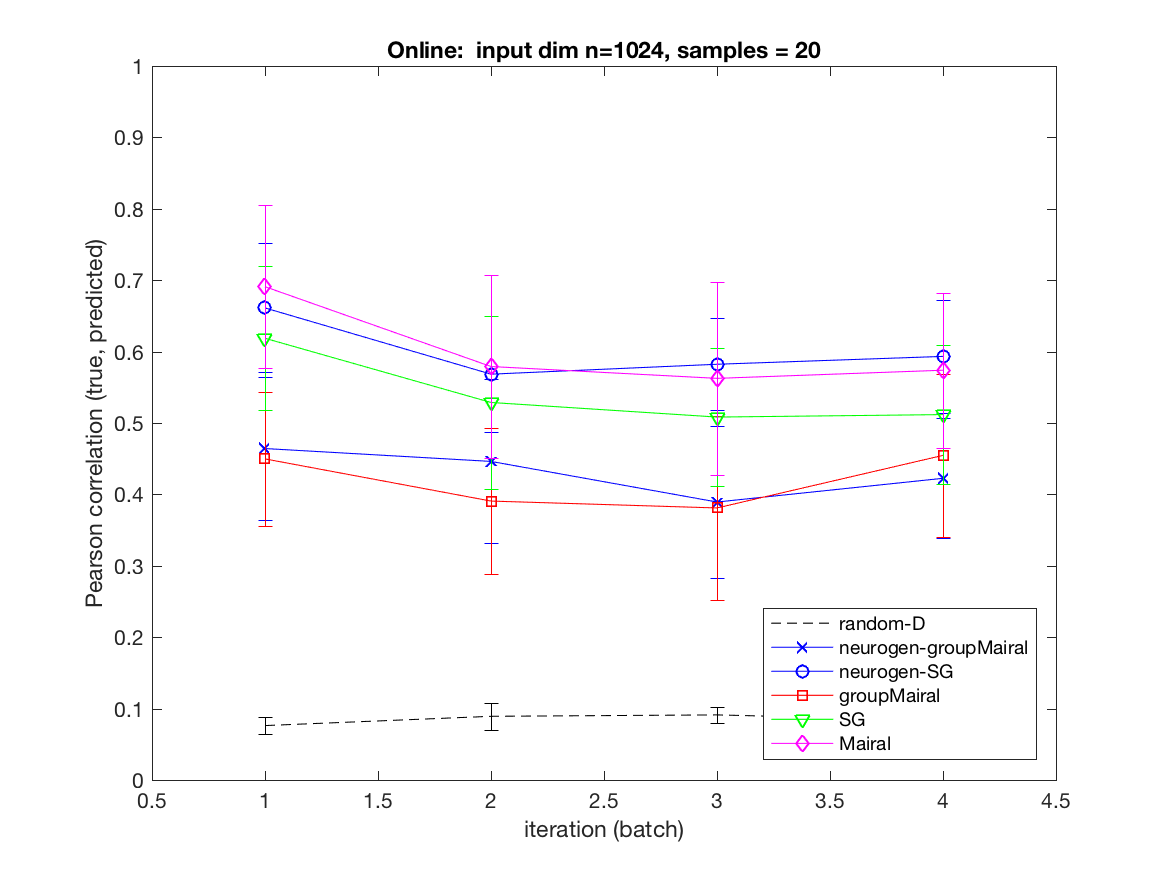 Online:  input dim n=1024, samples = 20
1
0.9
0.8
0.7
0.6
0.5
0.4
0.3
0.2
0.1
0
Pearson correlation (true, predicted)
random-D
neurogen-groupMairal
neurogen-SG
groupMairal
SG
Mairal
0.5 1 1.5 2 2.5 3 3.5 4 4.5
iteration (batch)